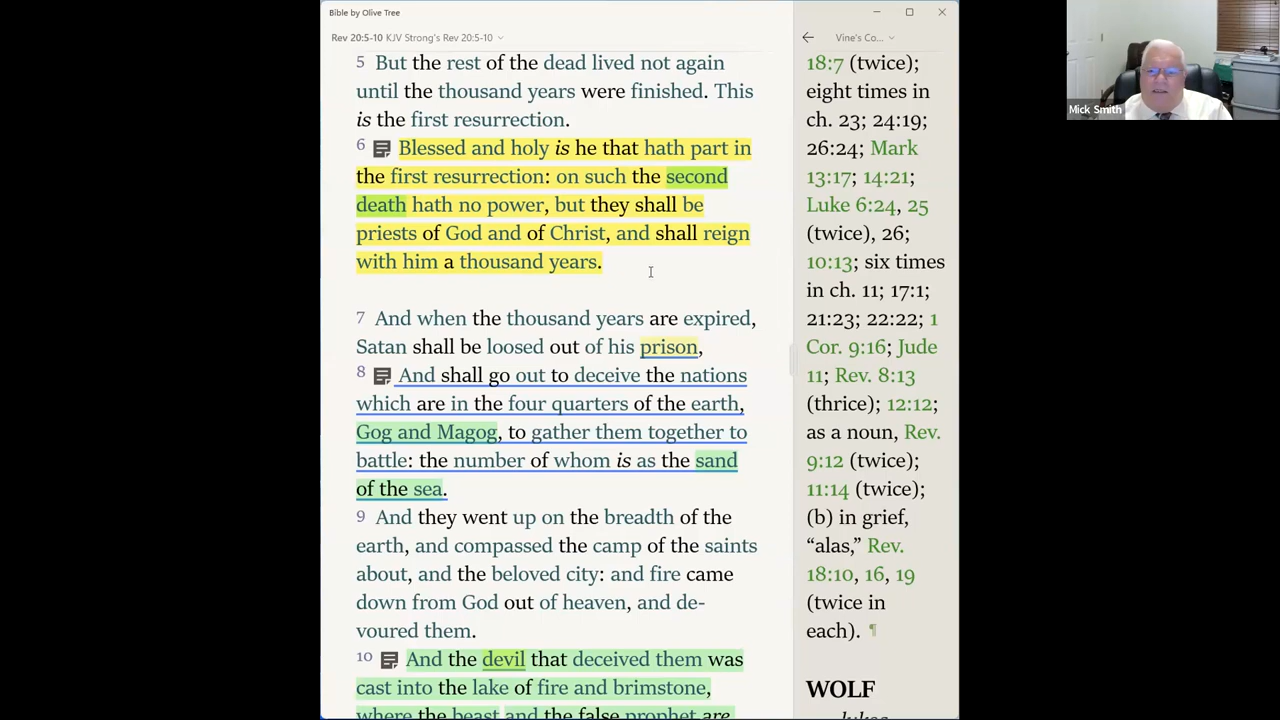 Bible by Olive Tree
Rev 20:5-10 KJV Strong's Rev 20:5-10
5 But the rest of the dead lived not again
until the thousand years were finished. This
is the first resurrection.
6 Blessed and holy is he that hath part in
the first resurrection: on such the second
death hath no power, but they shall be
priests of God and of Christ, and shall reign
with him a thousand years.
7 And when the thousand years are expired,
Satan shall be loosed out of his prison,
8 And shall go out to deceive the nations
which are in the four quarters of the earth,
Gog and Magog, to gather them together to
battle: the number of whom is as the sand
of the sea.
9 And they went up on the breadth of the
earth, and compassed the camp of the saints
about, and the beloved city: and fire came
down from God out of heaven, and de-
voured them.
10 And the devil that deceived them was
cast into the lake of fire and brimstone,
where the beast and the false prophet are
Vine's Co...
18:7 (twice);
eight times in
ch. 23; 24:19;
26:24; Mark
13:17; 14:21;
Luke 6:24, 25
(twice), 26;
10:13; six times
in ch. 11; 17:1;
21:23; 22:22; 1
Cor. 9:16; Jude
11; Rev. 8:13
(thrice); 12:12;
as a noun, Rev.
9:12 (twice);
11:14 (twice);
(b) in grief,
“alas,” Rev.
18:10, 16, 19
(twice in
each). ¶
WOLF
lukos
Mick Smith